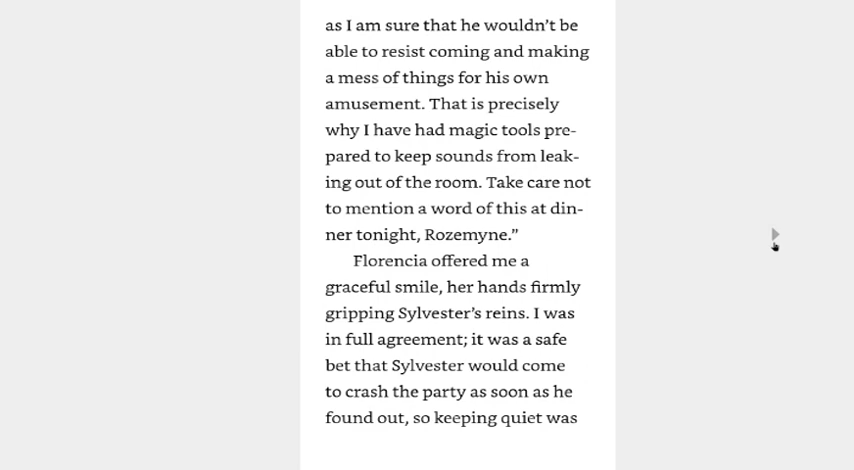 as I am sure that he wouldn’t be
able to resist coming and making
a mess of things for his own
amusement. That is precisely
why I have had magic tools pre-
pared to keep sounds from leak-
ing out of the room. Take care not
to mention a word of this at din-
ner tonight, Rozemyne.”
Florencia offered me a
graceful smile, her hands firmly
gripping Sylvester’s reins. I was
in full agreement; it was a safe
bet that Sylvester would come
to crash the party as soon as he
found out, so keeping quiet was